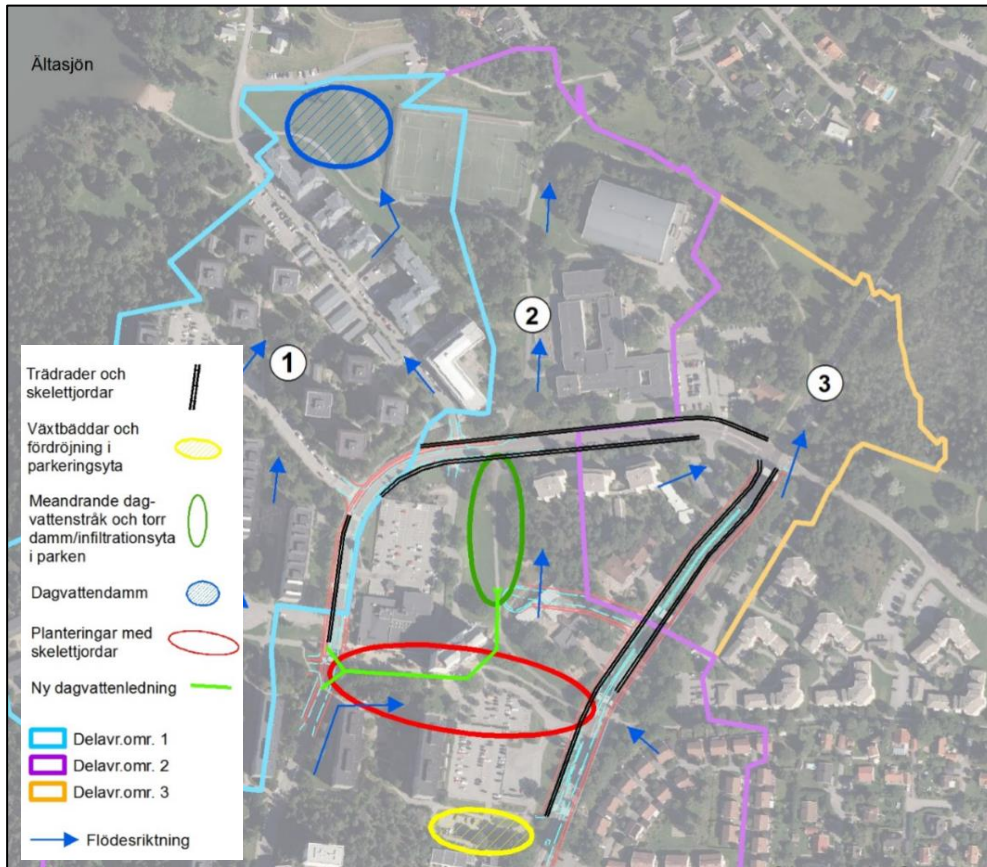 Ältasjön
1
2
3
Trädrader och
skelettjordar
Växtbäddar och
fördröjning i
parkeringsyta
Meandrande dag-
vattenstråk och torr
damm/infiltrationsyta
i parken
Dagvattendamm
Planteringar med
skelettjordar
Ny dagvattenledning
Delavr.omr. 1
Delavr.omr. 2
Delavr.omr. 3
Flödesriktning